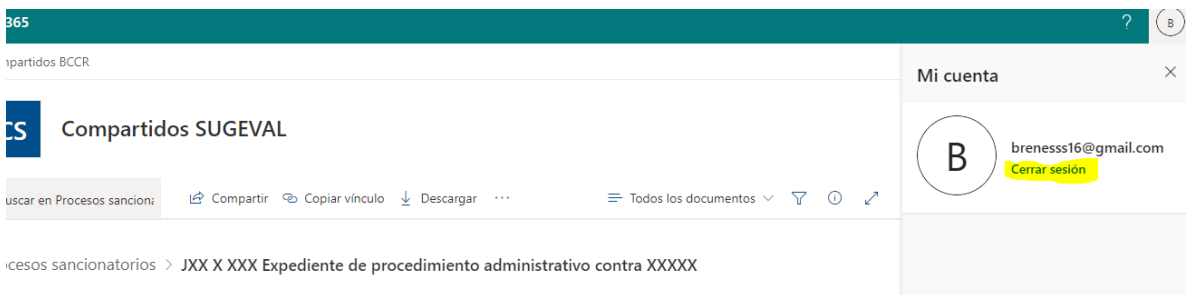 365
?
B
Compartidos BCCR
Mi cuenta
CS
Compartidos SUGEVAL
B
brenesss16@gmail.com
Cerrar sesión
uscar en Procesos sanciona
Compartir
Copiar vínculo
Descargar
...
Todos los documentos
ocesos sancionatorios > JXX X XXX Expediente de procedimiento administrativo contra XXXXX